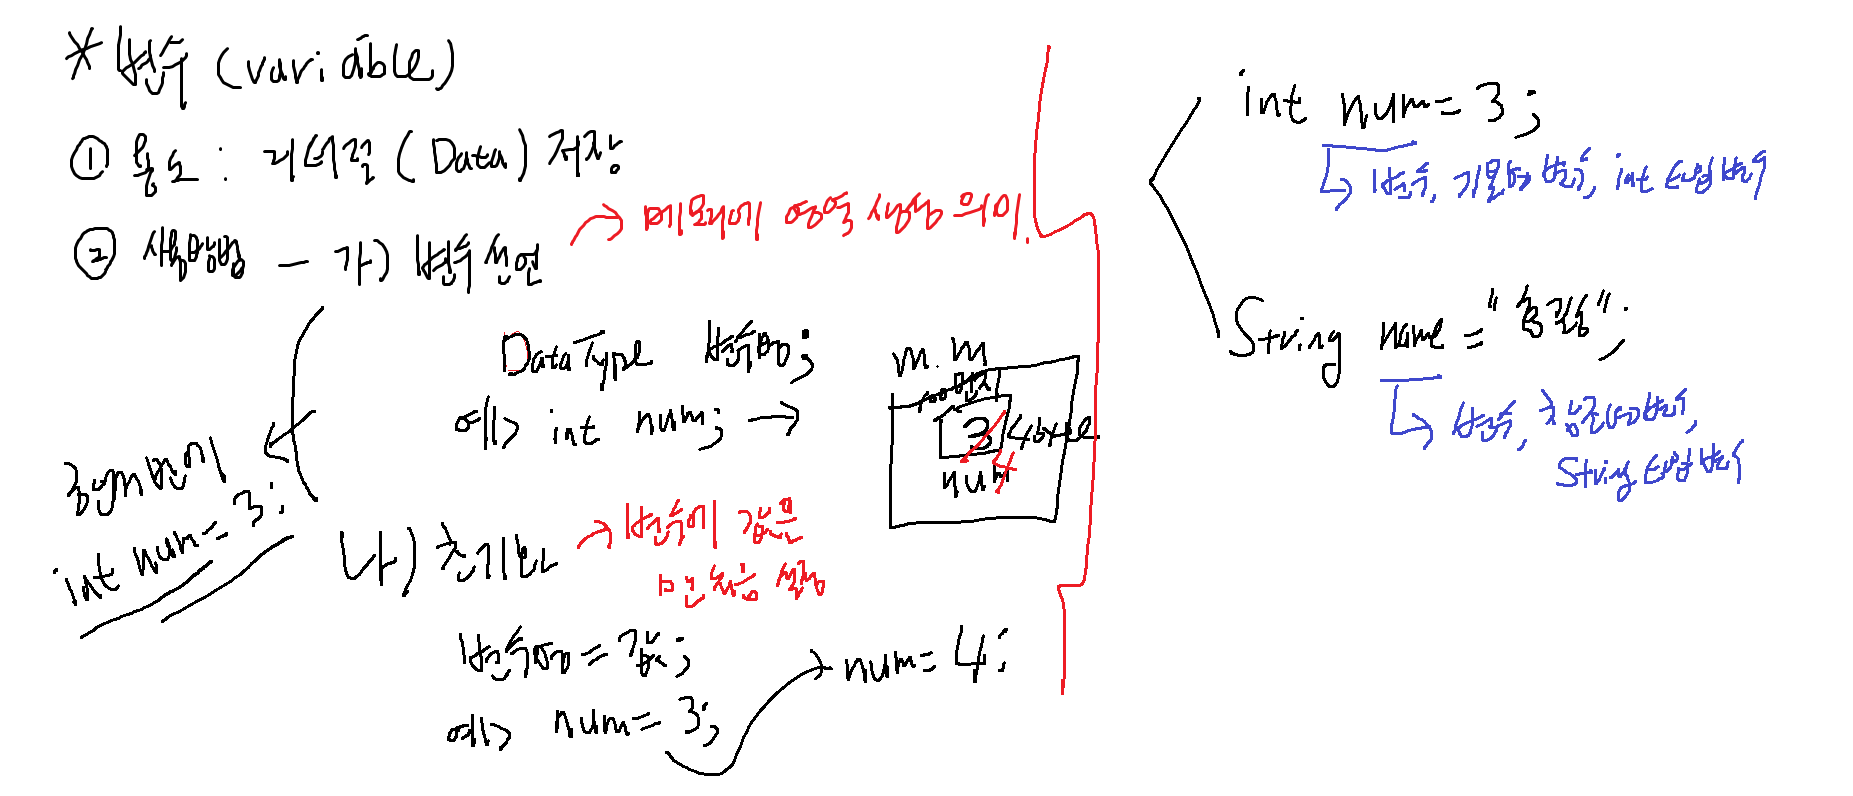 * 변수 (variable)
① 용도 : 리터럴 (Data) 저장
② 사용방법 - 가) 변수선언
→ 메모리에 영역 생성 의미.
DataType 변수명;
예> int num; →
m.m
100번지
3 4byte
4
num
한꺼번에
int num = 3;
나) 초기화
→ 변수에 값을
맨 처음 설정
변수명 = 값;
예> num = 3;
→ num = 4;
int num = 3;
↳ 변수, 기본형 변수, int 타입 변수
String name = "홍길동";
↳ 변수, 참조형 변수,
String 타입 변수